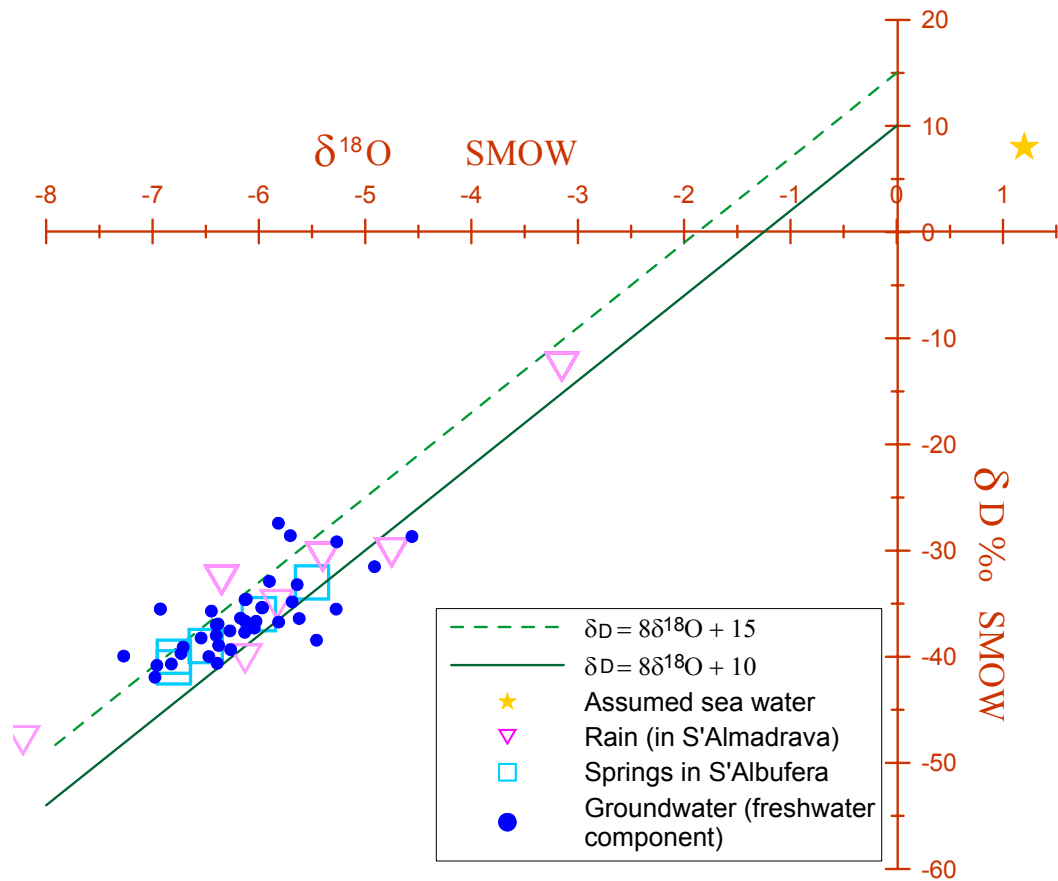 20
10
δ¹⁸O SMOW
-8 -7 -6 -5 -4 -3 -2 -1 0 1
0
-10
-20
-30
-40
-50
-60
δ D ‰ SMOW
δD = 8δ¹⁸O + 15
δD = 8δ¹⁸O + 10
Assumed sea water
Rain (in S'Almadrava)
Springs in S'Albufera
Groundwater (freshwater
component)